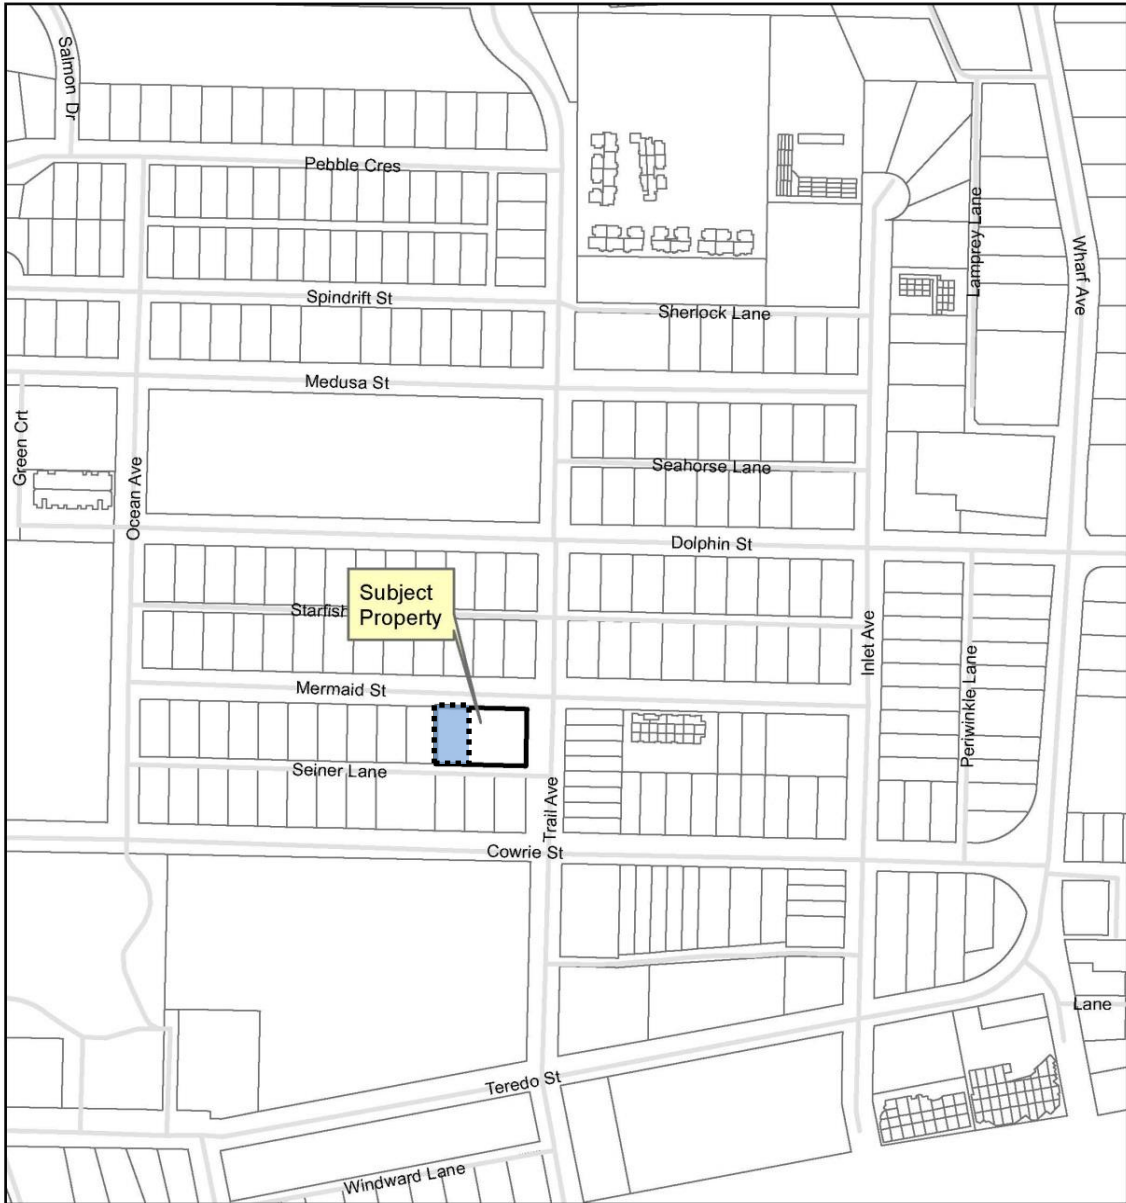 Salmon Dr
Pebble Cres
Spindrift St
Sherlock Lane
Lamprey Lane
Wharf Ave
Medusa St
Green Crt
Ocean Ave
Seahorse Lane
Dolphin St
Subject
Property
Starfish
Inlet Ave
Periwinkle Lane
Mermaid St
Seiner Lane
Trail Ave
Cowrie St
Lane
Teredo St
Windward Lane